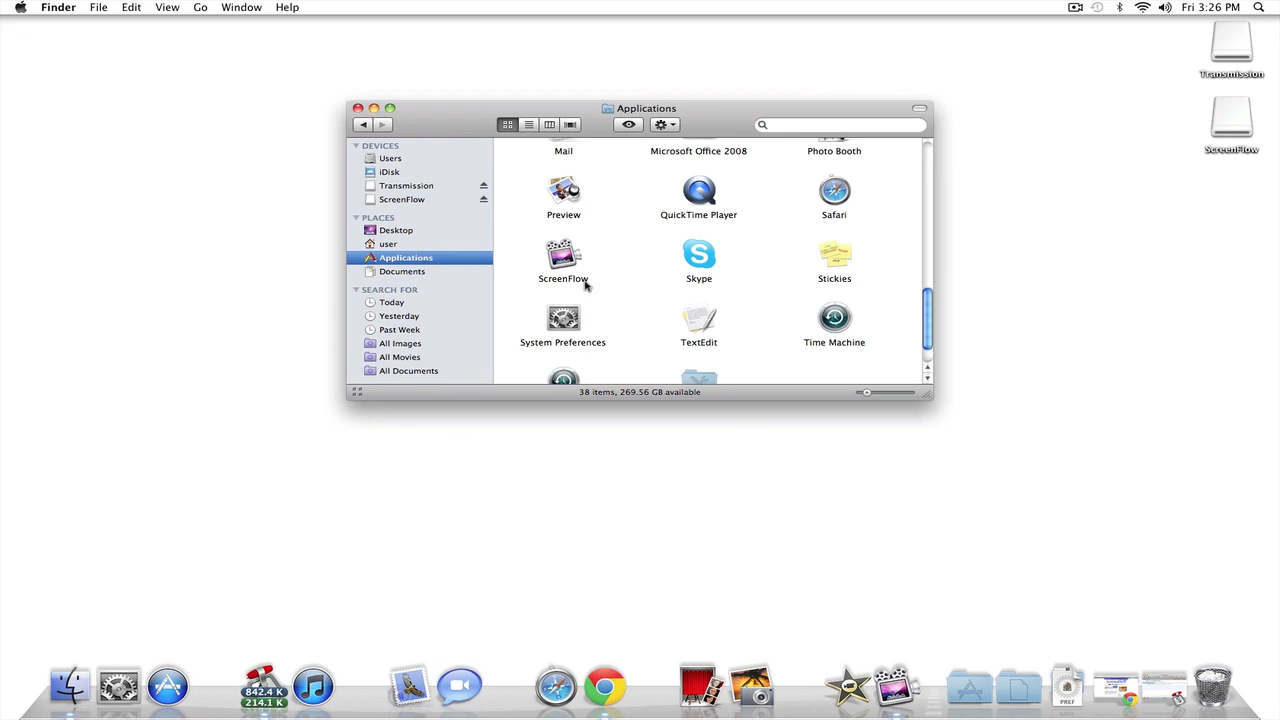 Finder File Edit View Go Window Help Fri 3:26 PM
Transmission
ScreenFlow
Applications
DEVICES
Users
iDisk
Transmission
ScreenFlow
PLACES
Desktop
user
Applications
Documents
SEARCH FOR
Today
Yesterday
Past Week
All Images
All Movies
All Documents
Mail Microsoft Office 2008 Photo Booth
Preview QuickTime Player Safari
ScreenFlow Skype Stickies
System Preferences TextEdit Time Machine
38 items, 269.56 GB available
842.4 K
214.1 K
PREF